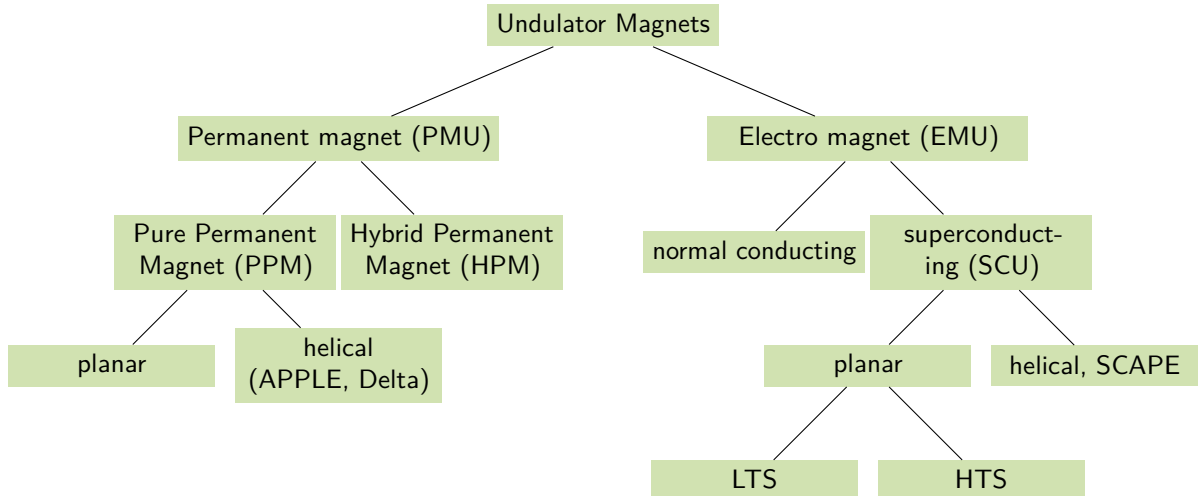 Undulator Magnets
Permanent magnet (PMU)
Electro magnet (EMU)
Pure Permanent
Magnet (PPM)
Hybrid Permanent
Magnet (HPM)
normal conducting
superconduct-
ing (SCU)
planar
helical
(APPLE, Delta)
planar
helical, SCAPE
LTS
HTS